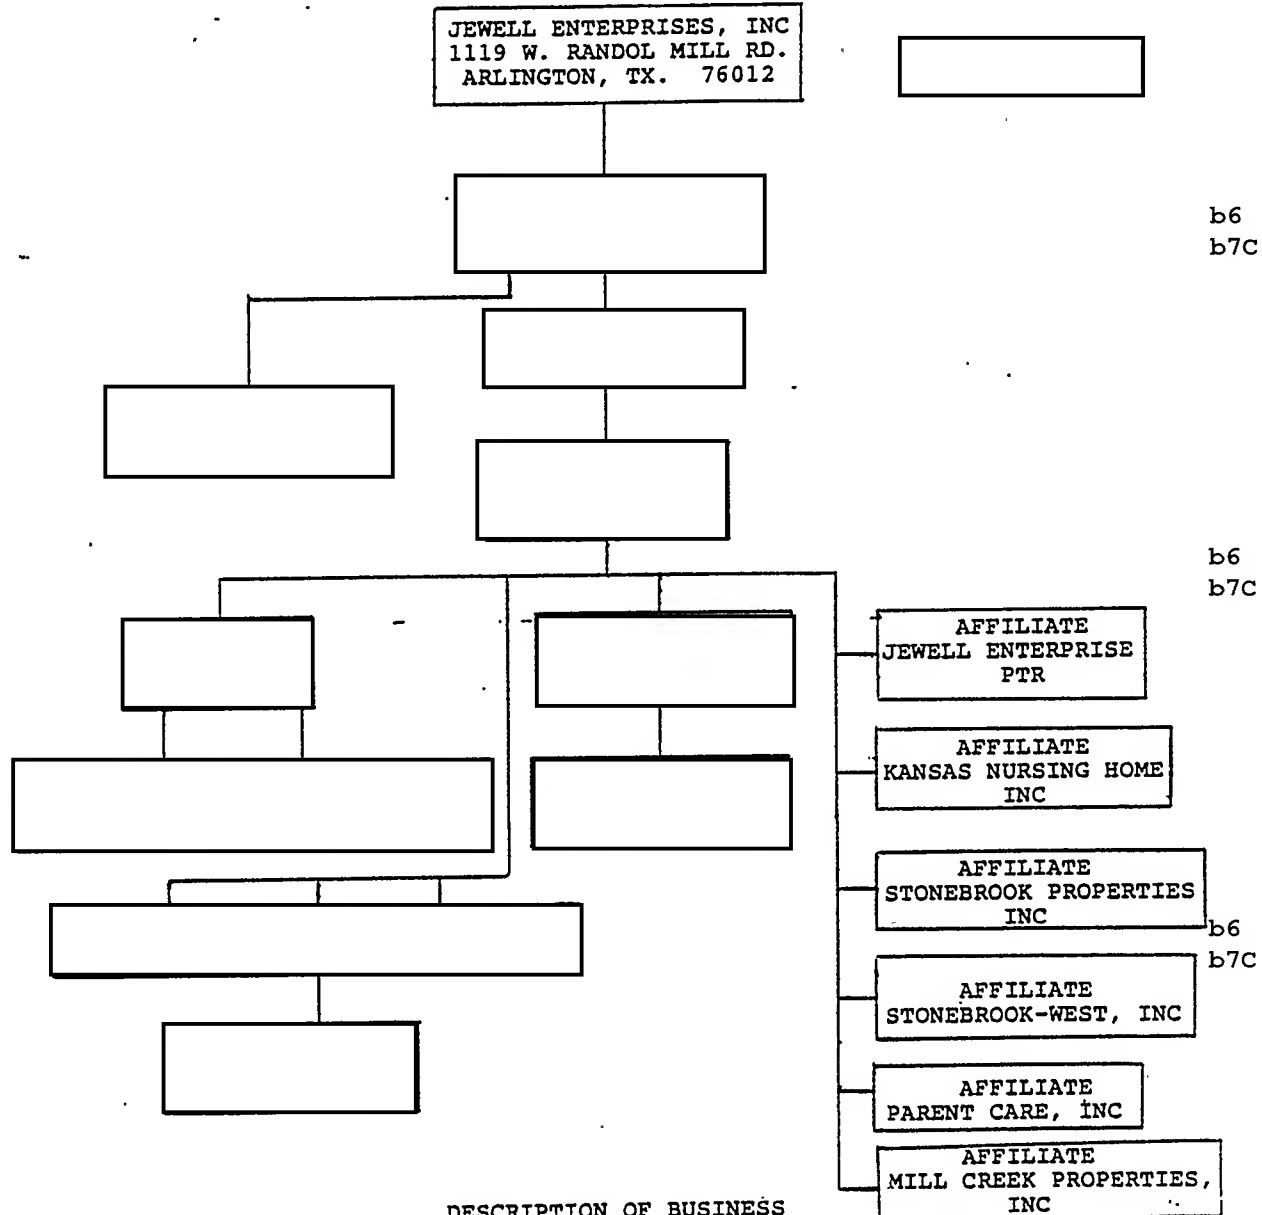 JEWELL ENTERPRISES, INC
1119 W. RANDOL MILL RD.
ARLINGTON, TX. 76012
b6
b7C
b6
b7C
AFFILIATE
JEWELL ENTERPRISE
PTR
AFFILIATE
KANSAS NURSING HOME
INC
AFFILIATE
STONEBROOK PROPERTIES
INC
b6
b7C
AFFILIATE
STONEBROOK-WEST, INC
AFFILIATE
PARENT CARE, INC
AFFILIATE
MILL CREEK PROPERTIES,
INC
DESCRIPTION OF BUSINESS